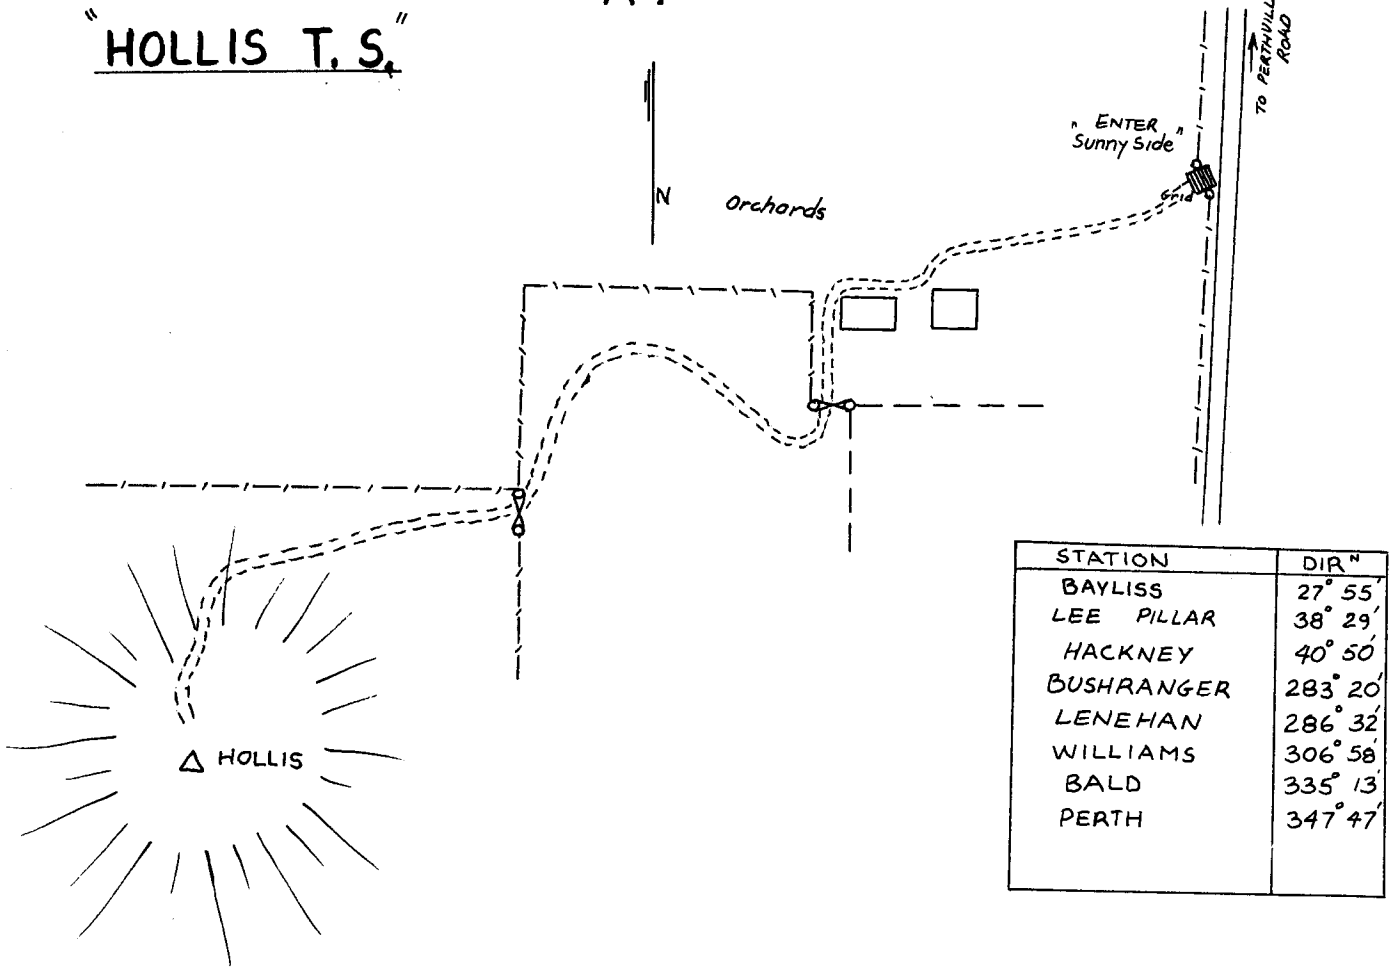 "HOLLIS T. S."
TO PERTHVILL
ROAD
" ENTER
Sunny Side"
Grid
N
Orchards
HOLLIS
STATION DIRᴺ
BAYLISS 27° 55'
LEE PILLAR 38° 29'
HACKNEY 40° 50'
BUSHRANGER 283° 20'
LENEHAN 286° 32'
WILLIAMS 306° 58'
BALD 335° 13'
PERTH 347° 47'